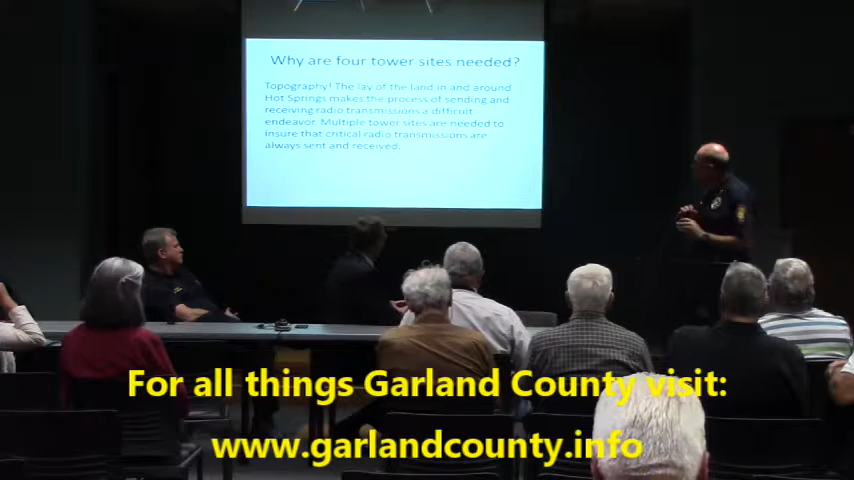 Why are four tower sites needed?
Topography! The lay of the land in and around
Hot Springs makes the process of sending and
receiving radio transmissions a difficult
endeavor. Multiple tower sites are needed to
insure that critical radio transmissions are
always sent and received.
For all things Garland County visit:
www.garlandcounty.info